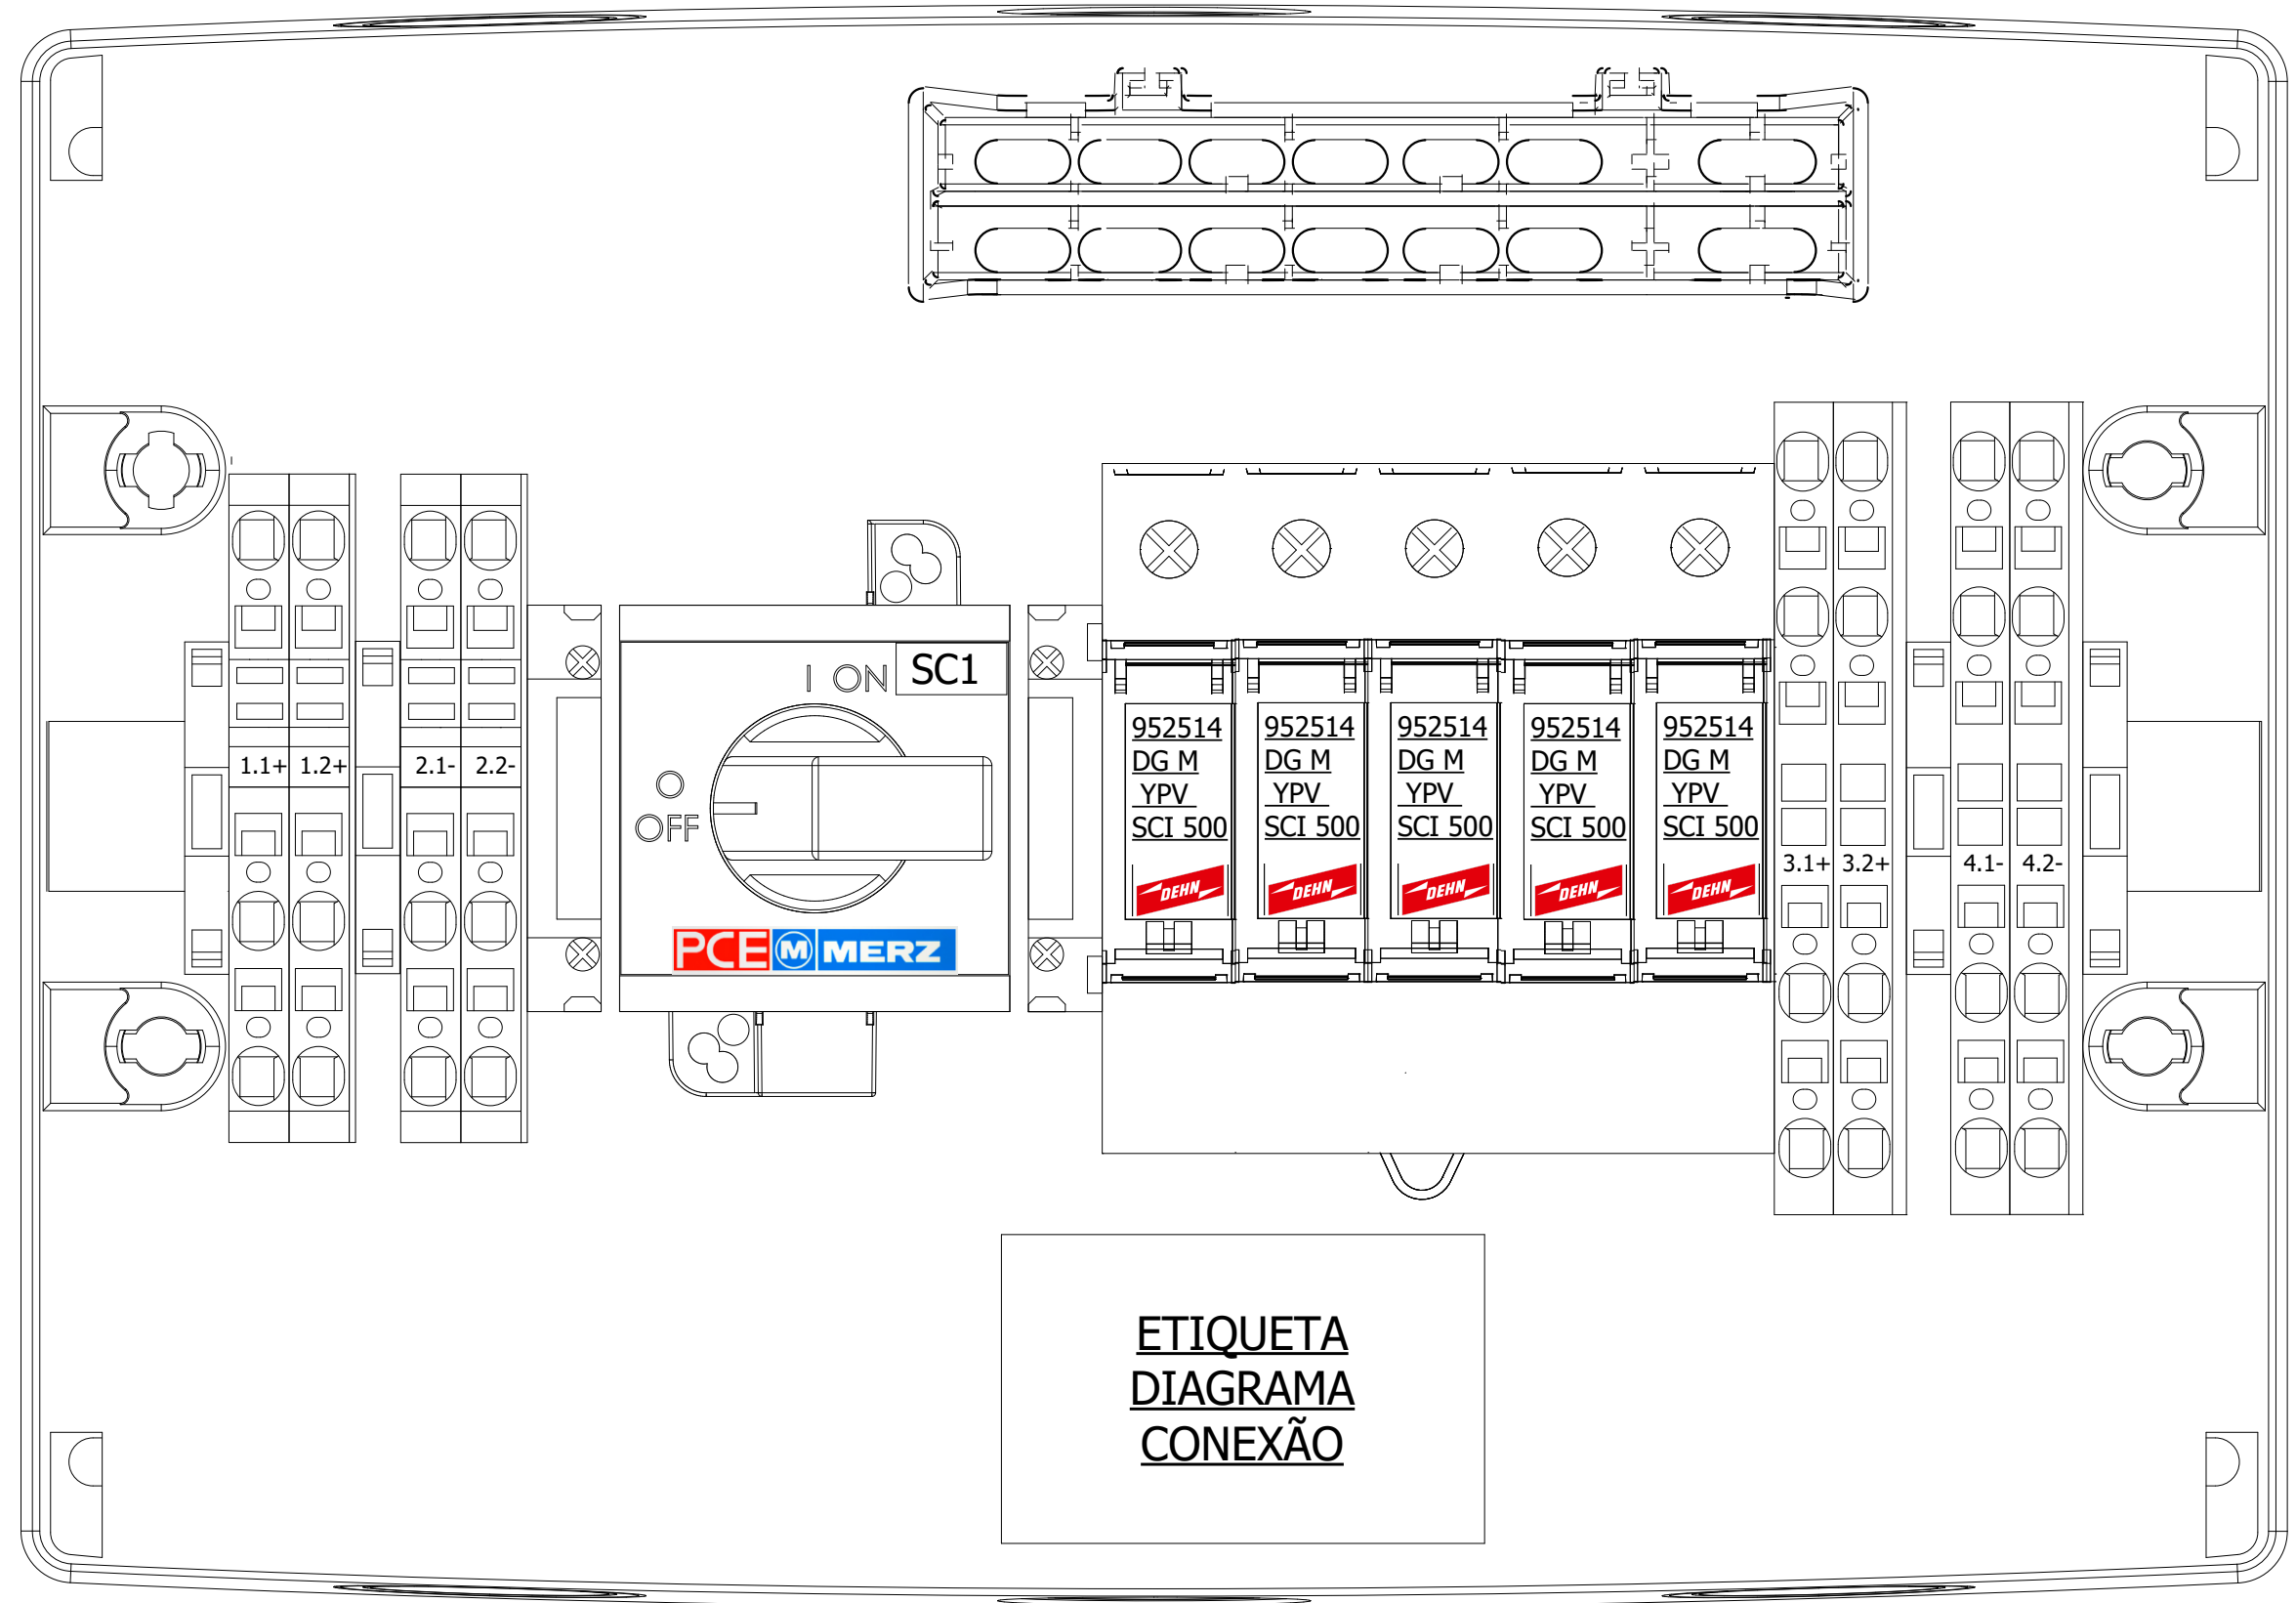 I ON
SC1
OFF
PCE M MERZ
1.1+ 1.2+ 2.1- 2.2-
952514
DG M
YPV
SCI 500
DEHN
952514
DG M
YPV
SCI 500
DEHN
952514
DG M
YPV
SCI 500
DEHN
952514
DG M
YPV
SCI 500
DEHN
952514
DG M
YPV
SCI 500
DEHN
3.1+ 3.2+ 4.1- 4.2-
ETIQUETA
DIAGRAMA
CONEXÃO